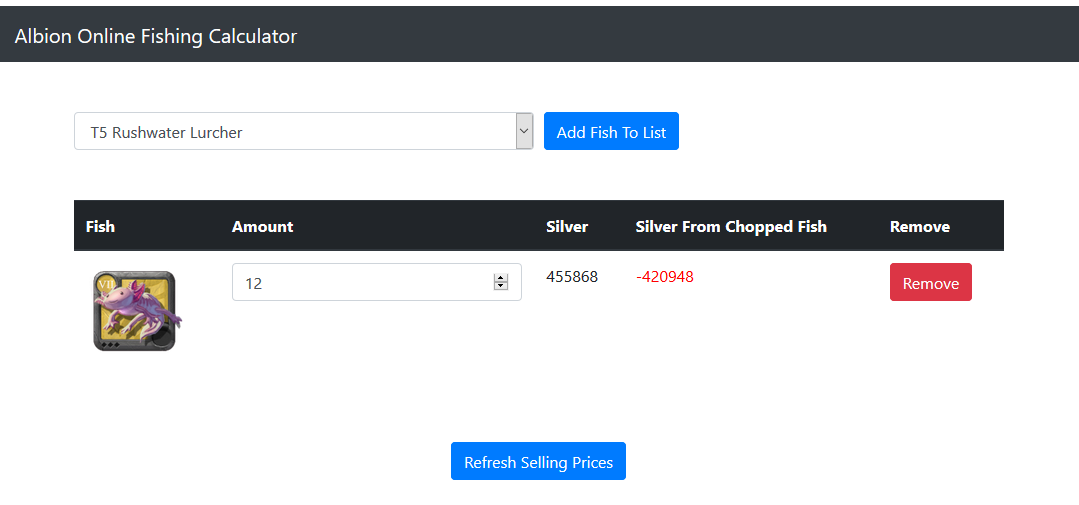 Albion Online Fishing Calculator
T5 Rushwater Lurcher
Add Fish To List
Fish Amount Silver Silver From Chopped Fish Remove
VII
12 455868 -420948 Remove
Refresh Selling Prices